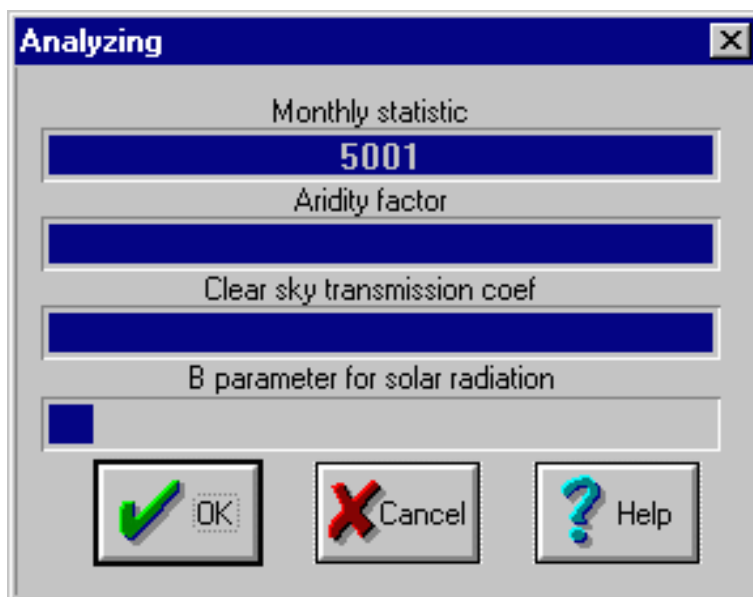 Analyzing
Monthly statistic
5001
Aridity factor
Clear sky transmission coef
B parameter for solar radiation
OK Cancel Help